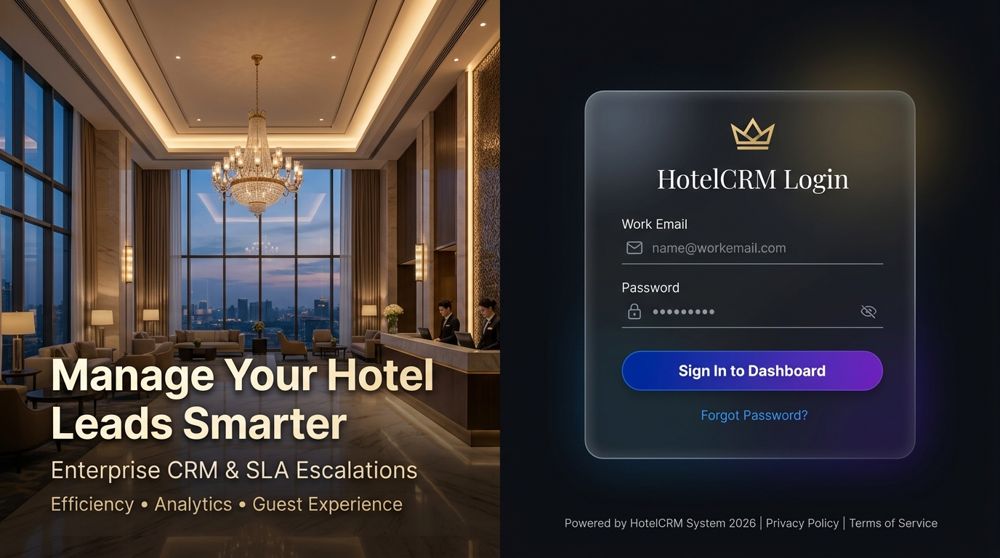 Manage Your Hotel
Leads Smarter
Enterprise CRM & SLA Escalations
Efficiency • Analytics • Guest Experience
HotelCRM Login
Work Email
name@workemail.com
Password
•••••••••
Sign In to Dashboard
Forgot Password?
Powered by HotelCRM System 2026 | Privacy Policy | Terms of Service